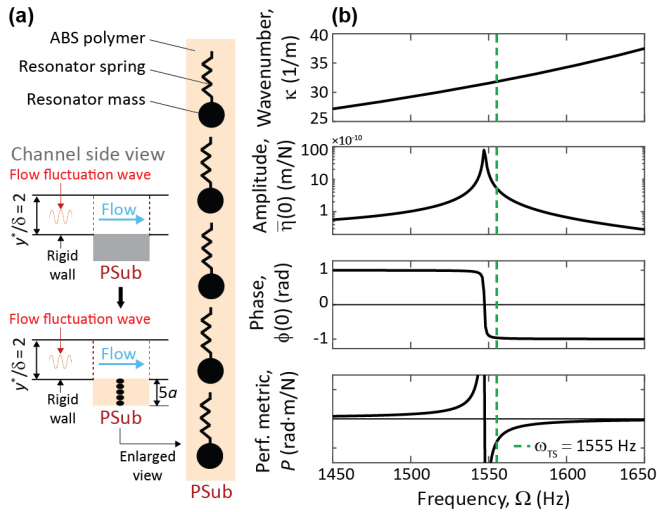 (a)
ABS polymer
Resonator spring
Resonator mass
Channel side view
Flow fluctuation wave
y*/δ = 2
Flow
Rigid
wall
PSub
Flow fluctuation wave
y*/δ = 2
Flow
5a
Rigid
wall
PSub
Enlarged
view
PSub
(b)
Wavenumber,
κ (1/m)
40
35
30
25
×10⁻¹⁰
Amplitude,
η̅(0) (m/N)
100
10
1
Phase,
ϕ(0) (rad)
1
0
-1
Perf. metric,
P (rad·m/N)
ω_TS = 1555 Hz
1450
1500
1550
1600
1650
Frequency, Ω (Hz)